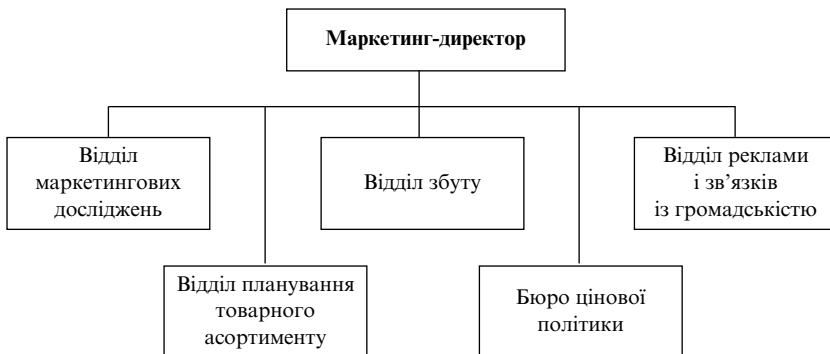 Маркетинг-директор
Відділ
маркетингових
досліджень
Відділ збуту
Відділ реклами
і зв’язків
із громадськістю
Відділ планування
товарного
асортименту
Бюро цінової
політики